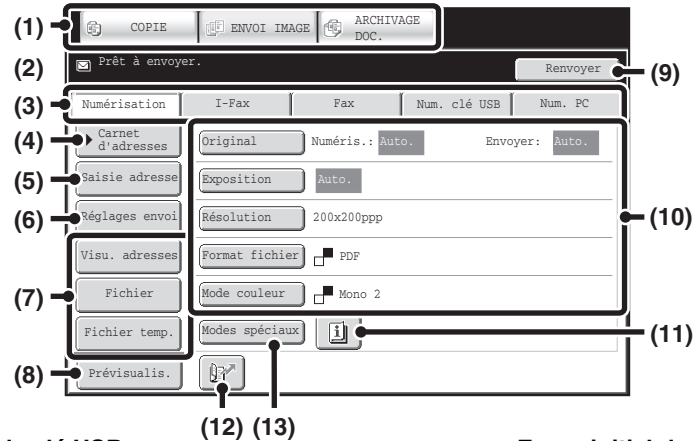 (1) COPIE ENVOI IMAGE ARCHIVAGE
DOC.
(2) Prêt à envoyer. Renvoyer (9)
(3) Numérisation I-Fax Fax Num. clé USB Num. PC
(4) Carnet
d'adresses Original Numéris.: Auto. Envoyer: Auto.
(5) Saisie adresse Exposition Auto.
(6) Réglages envoi Résolution 200x200ppp (10)
Visu. adresses Format fichier PDF
(7) Fichier Mode couleur Mono 2
Fichier temp. Modes spéciaux (11)
(8) Prévisualis.
(12) (13)